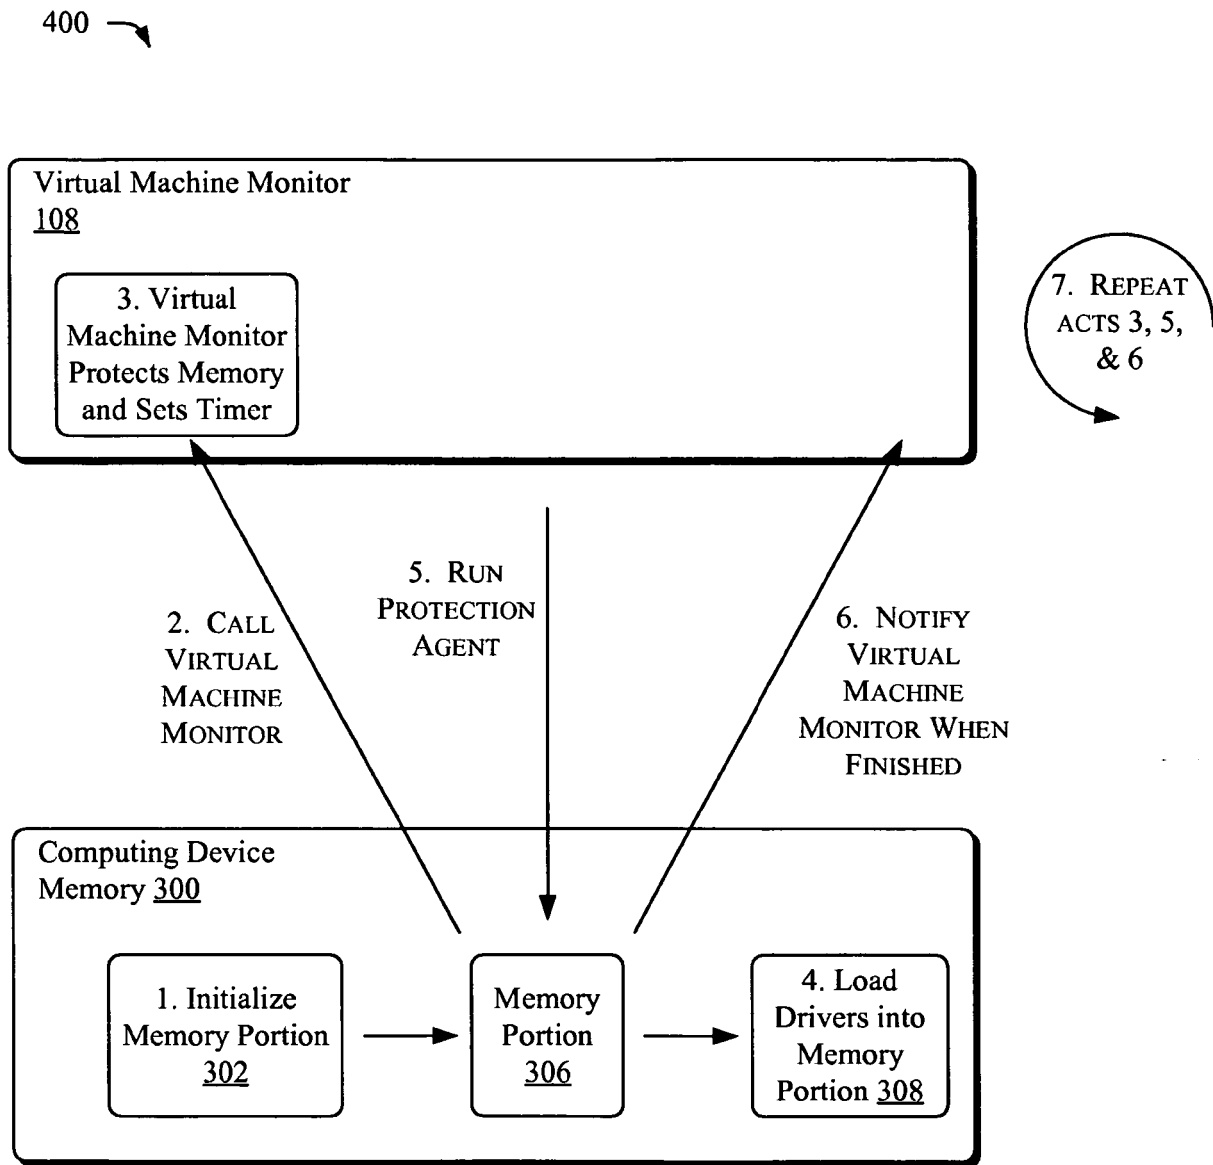 400
Virtual Machine Monitor
108
3. Virtual
Machine Monitor
Protects Memory
and Sets Timer
7. REPEAT
ACTS 3, 5,
& 6
2. CALL
VIRTUAL
MACHINE
MONITOR
5. RUN
PROTECTION
AGENT
6. NOTIFY
VIRTUAL
MACHINE
MONITOR WHEN
FINISHED
Computing Device
Memory 300
1. Initialize
Memory Portion
302
Memory
Portion
306
4. Load
Drivers into
Memory
Portion 308